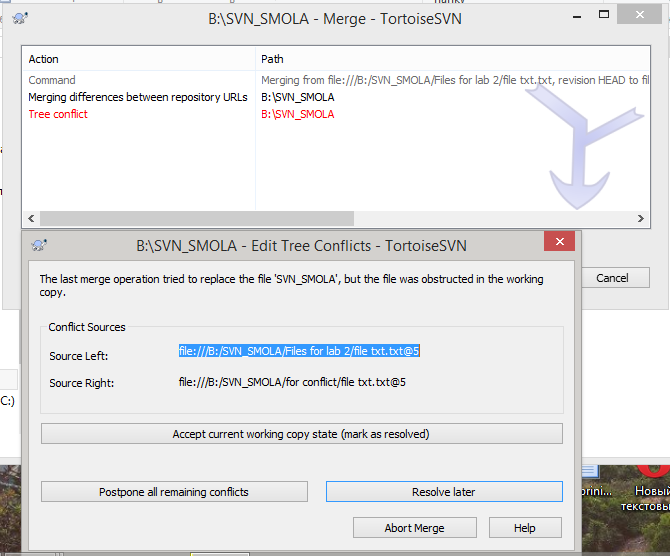 B:\SVN_SMOLA - Merge - TortoiseSVN
Action Path
Command Merging from file:///B:/SVN_SMOLA/Files for lab 2/file txt.txt, revision HEAD to fil
Merging differences between repository URLs B:\SVN_SMOLA
Tree conflict B:\SVN_SMOLA
B:\SVN_SMOLA - Edit Tree Conflicts - TortoiseSVN
Cancel
The last merge operation tried to replace the file 'SVN_SMOLA', but the file was obstructed in the working
copy.
Conflict Sources
Source Left: file:///B:/SVN_SMOLA/Files for lab 2/file txt.txt@5
Source Right: file:///B:/SVN_SMOLA/for conflict/file txt.txt@5
C:)
Accept current working copy state (mark as resolved)
Postpone all remaining conflicts Resolve later
orini... Новый
текстовы
Abort Merge Help